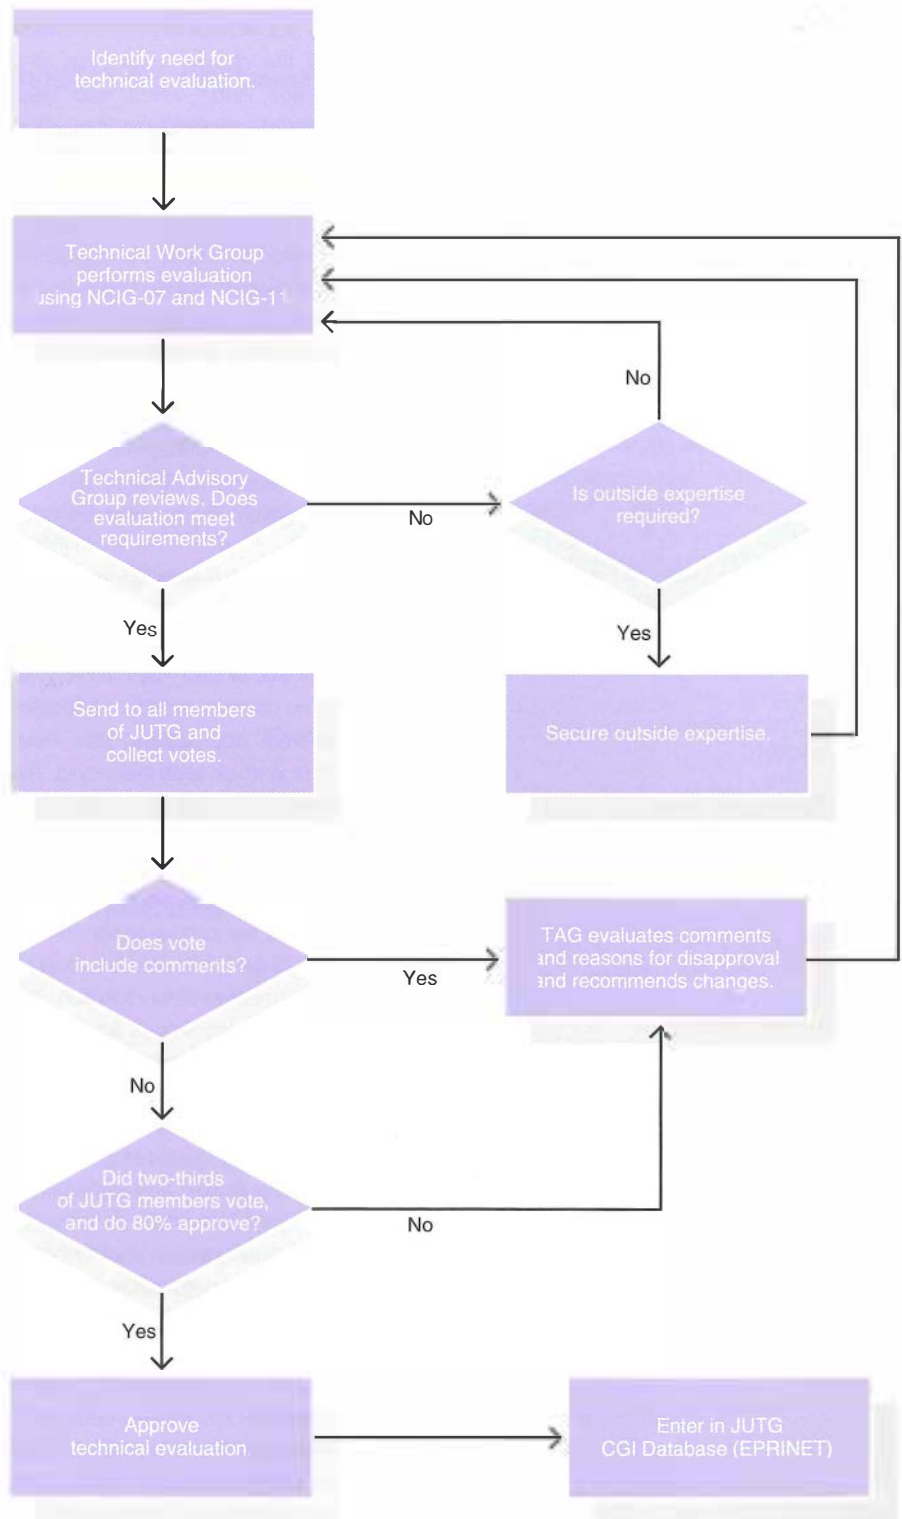 Identify need for
technical evaluation.
Technical Work Group
performs evaluation
using NCIG-07 and NCIG-11
No
Technical Advisory
Group reviews. Does
evaluation meet
requirements?
No
Is outside expertise
required?
Yes
Yes
Send to all members
of JUTG and
collect votes.
Secure outside expertise.
Does vote
include comments?
Yes
TAG evaluates comments
and reasons for disapproval
and recommends changes.
No
Did two-thirds
of JUTG members vote,
and do 80% approve?
No
Yes
Approve
technical evaluation.
Enter in JUTG
CGI Database (EPRINET)